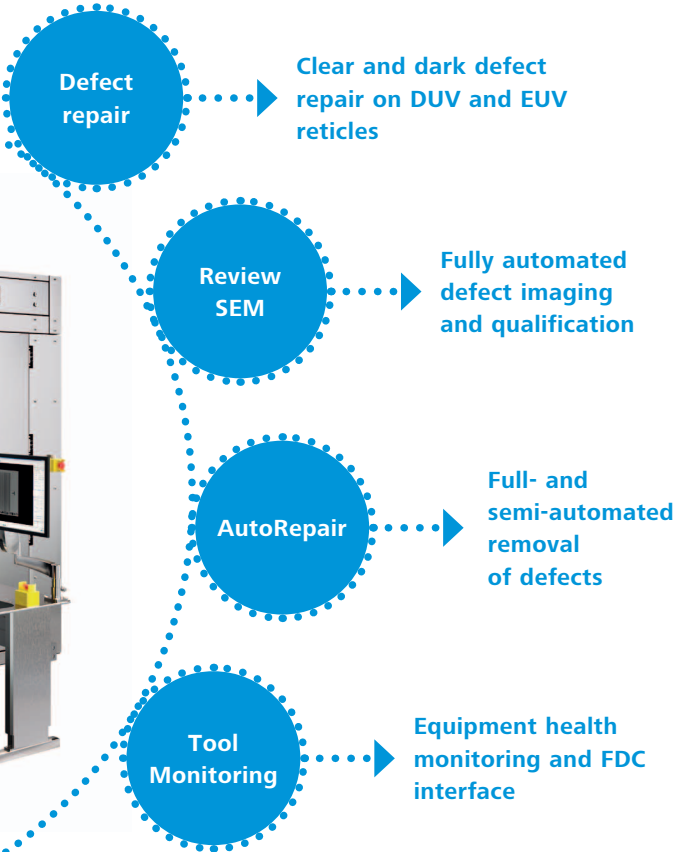 Defect
repair
Clear and dark defect
repair on DUV and EUV
reticles
Review
SEM
Fully automated
defect imaging
and qualification
AutoRepair
Full- and
semi-automated
removal
of defects
Tool
Monitoring
Equipment health
monitoring and FDC
interface